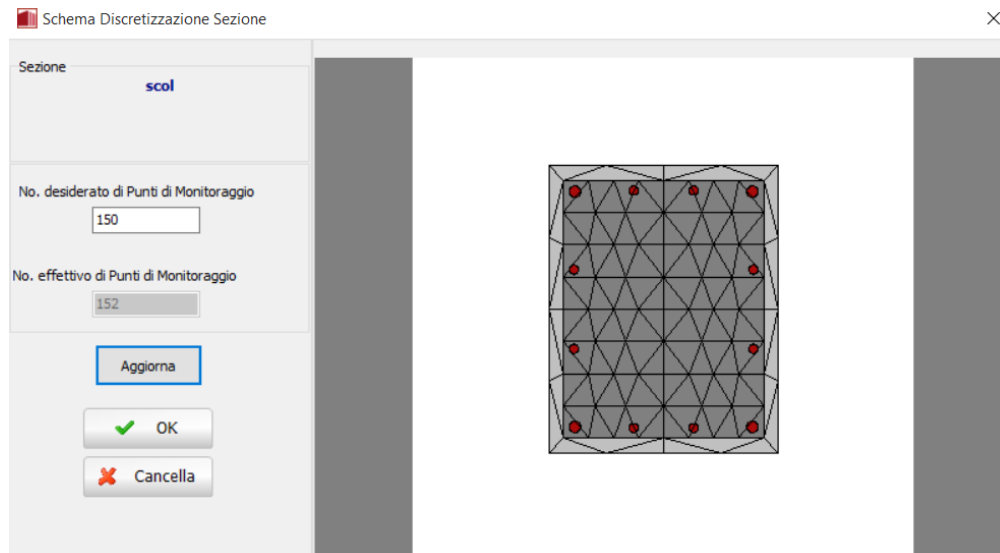 Schema Discretizzazione Sezione
Sezione
scol
No. desiderato di Punti di Monitoraggio
150
No. effettivo di Punti di Monitoraggio
152
Aggiorna
OK
Cancella